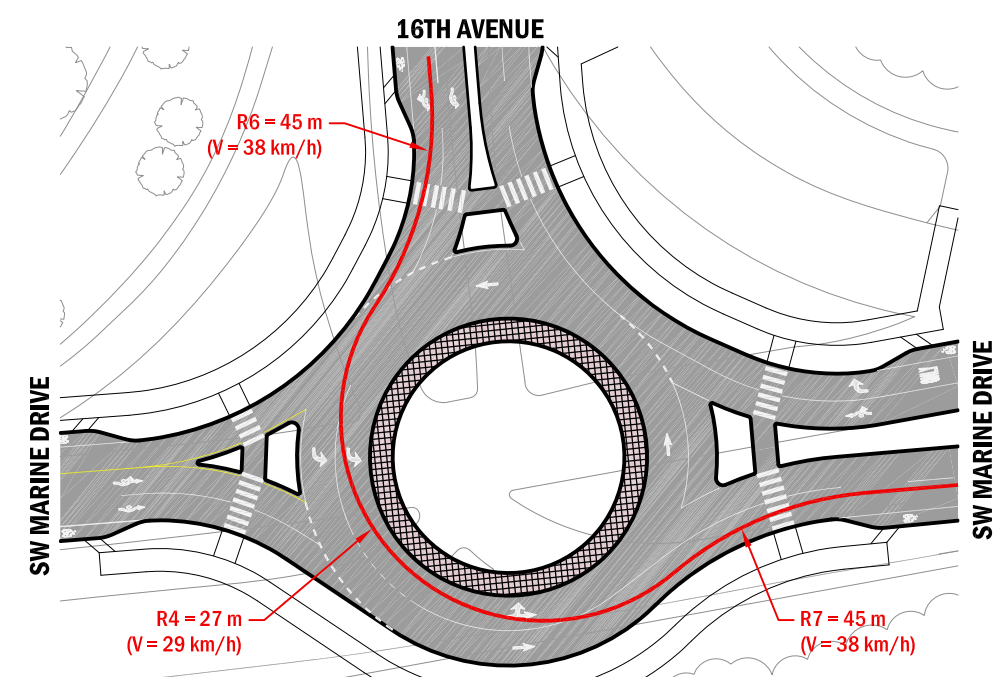 16TH AVENUE
R6 = 45 m
(V = 38 km/h)
SW MARINE DRIVE
SW MARINE DRIVE
R4 = 27 m
(V = 29 km/h)
R7 = 45 m
(V = 38 km/h)